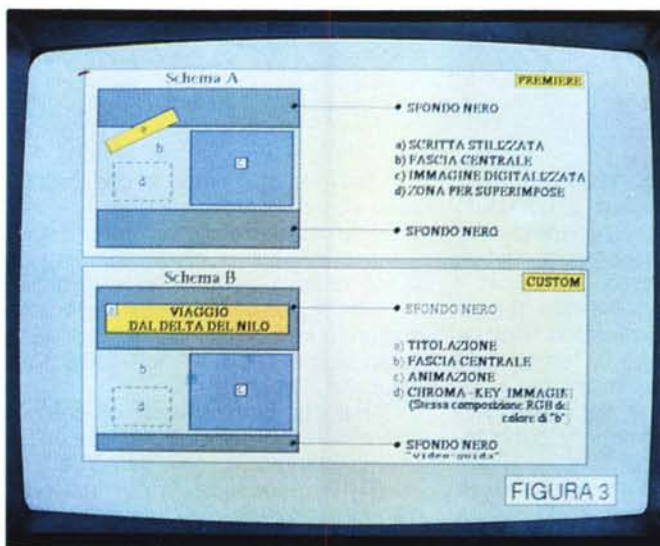 Schema A
PREMIERE
SFONDO NERO
a
b
c
d
a) SCRITTA STILIZZATA
b) FASCIA CENTRALE
c) IMMAGINE DIGITALIZZATA
d) ZONA PER SUPERIMPOSE
SFONDO NERO
Schema B
CUSTOM
a
VIAGGIO
DAL DELTA DEL NILO
SFONDO NERO
b
c
d
a) TITOLAZIONE
b) FASCIA CENTRALE
c) ANIMAZIONE
d) CHROMA-KEY IMMAGINI
(Stessa composizione RGB del
colore di "b")
SFONDO NERO
"video-guida"
FIGURA 3